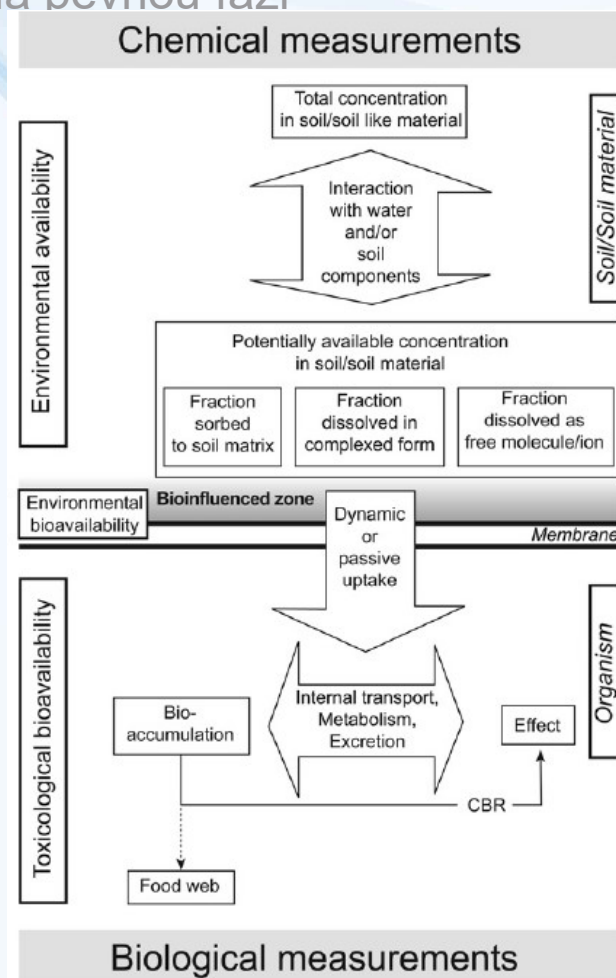 na pevnou fázi
Chemical measurements
Total concentration
in soil/soil like material
Environmental availability
Soil/Soil material
Interaction
with water
and/or
soil
components
Potentially available concentration
in soil/soil material
Fraction
sorbed
to soil matrix
Fraction
dissolved in
complexed form
Fraction
dissolved as
free molecule/ion
Environmental
bioavailability
Bioinfluenced zone
Membrane
Dynamic
or
passive
uptake
Toxicological bioavailability
Organism
Bio-
accumulation
Internal transport,
Metabolism,
Excretion
Effect
CBR
Food web
Biological measurements